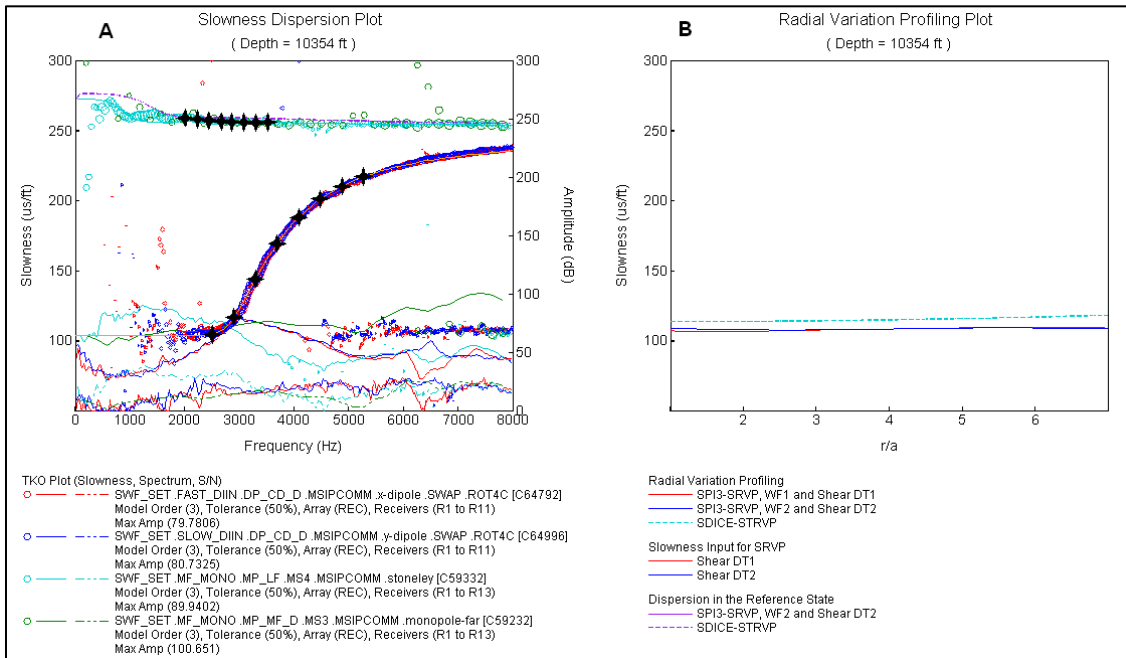 A
Slowness Dispersion Plot
( Depth = 10354 ft )
300
250
200
150
100
Slowness (us/ft)
300
250
200
150
100
50
0
Amplitude (dB)
0 1000 2000 3000 4000 5000 6000 7000 8000
Frequency (Hz)
TKO Plot (Slowness, Spectrum, S/N)
SWF_SET .FAST_DIIN .DP_CD_D .MSIPCOMM .x-dipole .SWAP .ROT4C [C64792]
Model Order (3), Tolerance (50%), Array (REC), Receivers (R1 to R11)
Max Amp (79.7806)
SWF_SET .SLOW_DIIN .DP_CD_D .MSIPCOMM .y-dipole .SWAP .ROT4C [C64996]
Model Order (3), Tolerance (50%), Array (REC), Receivers (R1 to R11)
Max Amp (80.7325)
SWF_SET .MF_MONO .MP_LF .MS4 .MSIPCOMM .stoneley [C59332]
Model Order (3), Tolerance (50%), Array (REC), Receivers (R1 to R13)
Max Amp (89.9402)
SWF_SET .MF_MONO .MP_MF_D .MS3 .MSIPCOMM .monopole-far [C59232]
Model Order (3), Tolerance (50%), Array (REC), Receivers (R1 to R13)
Max Amp (100.651)
B
Radial Variation Profiling Plot
( Depth = 10354 ft )
300
250
200
150
100
Slowness (us/ft)
2 3 4 5 6
r/a
Radial Variation Profiling
SPI3-SRVP, WF1 and Shear DT1
SPI3-SRVP, WF2 and Shear DT2
SDICE-STRVP
Slowness Input for SRVP
Shear DT1
Shear DT2
Dispersion in the Reference State
SPI3-SRVP, WF2 and Shear DT2
SDICE-STRVP